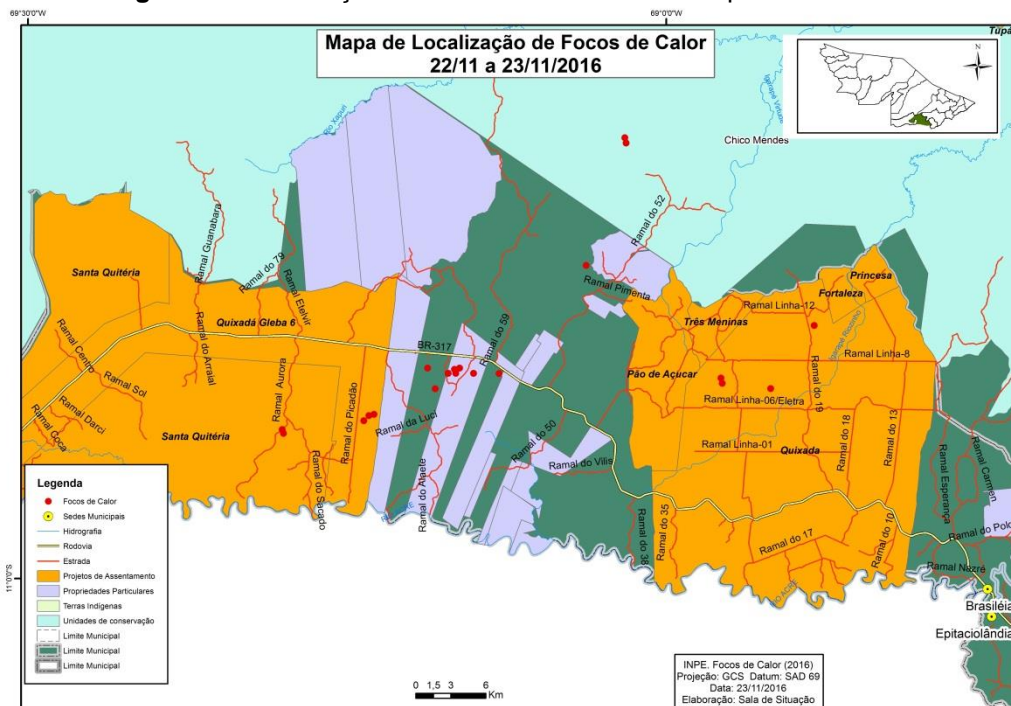 69°30'0"W
69°0'0"W
Mapa de Localização de Focos de Calor
22/11 a 23/11/2016
N
Tupá
Rio Xapuri
Chico Mendes
Ramal do 52
Ramal Guanabara
Ramal do 79
Santa Quitéria
Ramal Etelvir
Quixadá Gleba 6
Ramal Pimenta
Princesa
Fortaleza
Ramal Linha-12
Três Meninas
BR-317
Ramal do 59
Ramal Linha-8
Ramal Centro
Ramal do Arraial
Ramal Sol
Ramal Aurora
Pão de Açucar
Ramal do 19
Ramal Linha-06/Eletra
Ramal Darci
Ramal Coca
Santa Quitéria
Ramal do Picadão
Ramal da Luci
Ramal do 50
Ramal Linha-01
Quixada
Ramal do 18
Ramal do 13
Ramal do Vilis
Ramal Esperança
Ramal Carmen
Ramal do Sacado
Ramal do Atalete
Ramal do 38
Ramal do 35
Ramal do 17
Ramal do 10
Ramal do Polo
Ramal Nazré
RIO ACRE
Brasiléia
Epitaciolândia
11°0'0"S
Legenda
Focos de Calor
Sedes Municipais
Hidrografia
Rodovia
Estrada
Projetos de Assentamento
Propriedades Particulares
Terras Indígenas
Unidades de conservação
Limite Municipal
Limite Municipal
Limite Municipal
0 1,5 3 6
Km
INPE. Focos de Calor (2016)
Projeção: GCS Datum: SAD 69
Data: 23/11/2016
Elaboração: Sala de Situação